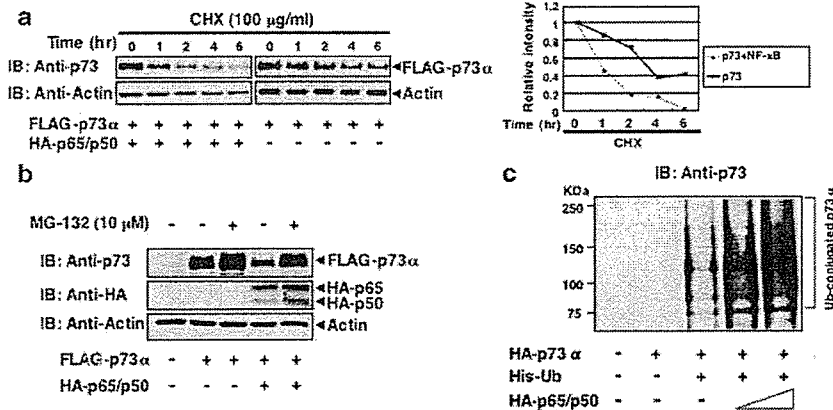 a
CHX (100 µg/ml)
Time (hr) 0 1 2 4 6 0 1 2 4 6
IB: Anti-p73 FLAG-p73α
IB: Anti-Actin Actin
FLAG-p73α + + + + + + + + + +
HA-p65/p50 + + + + + - - - - -
Relative intensity
1.2
1
0.8
0.6
0.4
0.2
0
p73+NF-κB
p73
Time (hr) 0 1 2 4 6
CHX
b
MG-132 (10 µM) - - + - +
IB: Anti-p73 FLAG-p73α
IB: Anti-HA HA-p65
HA-p50
IB: Anti-Actin Actin
FLAG-p73α - + + + +
HA-p65/p50 - - - + +
c
IB: Anti-p73
KDa
250
150
100
75
Ub-conjugated p73 α
HA-p73 α - + + + +
His-Ub - - + + +
HA-p65/p50 - - -